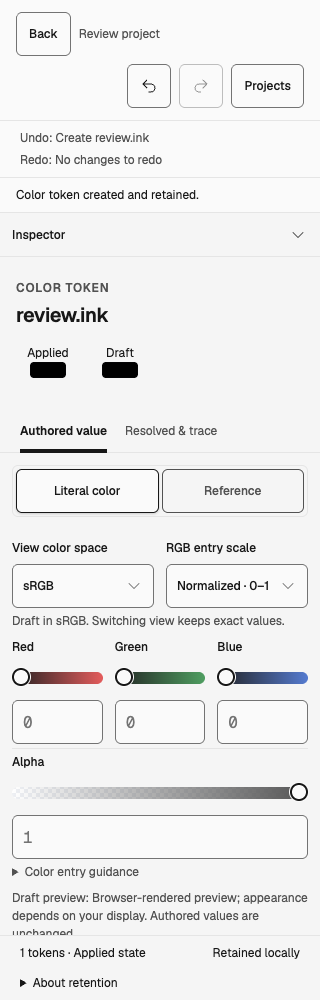 Back Review project
Projects
Undo: Create review.ink
Redo: No changes to redo
Color token created and retained.
Inspector
COLOR TOKEN
review.ink
Applied Draft
Authored value Resolved & trace
Literal color Reference
View color space RGB entry scale
sRGB Normalized · 0–1
Draft in sRGB. Switching view keeps exact values.
Red Green Blue
0 0 0
Alpha
1
Color entry guidance
Draft preview: Browser-rendered preview; appearance
depends on your display. Authored values are
unchanged
1 tokens · Applied state Retained locally
About retention